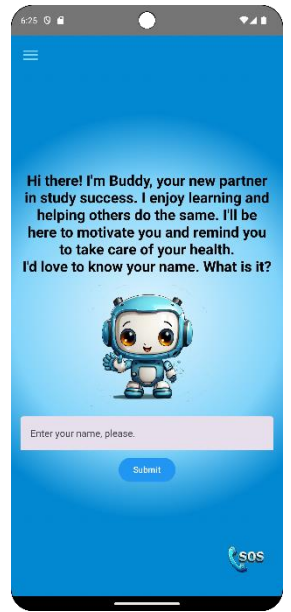 6:25
Hi there! I'm Buddy, your new partner
in study success. I enjoy learning and
helping others do the same. I'll be
here to motivate you and remind you
to take care of your health.
I'd love to know your name. What is it?
Enter your name, please.
Submit
SOS